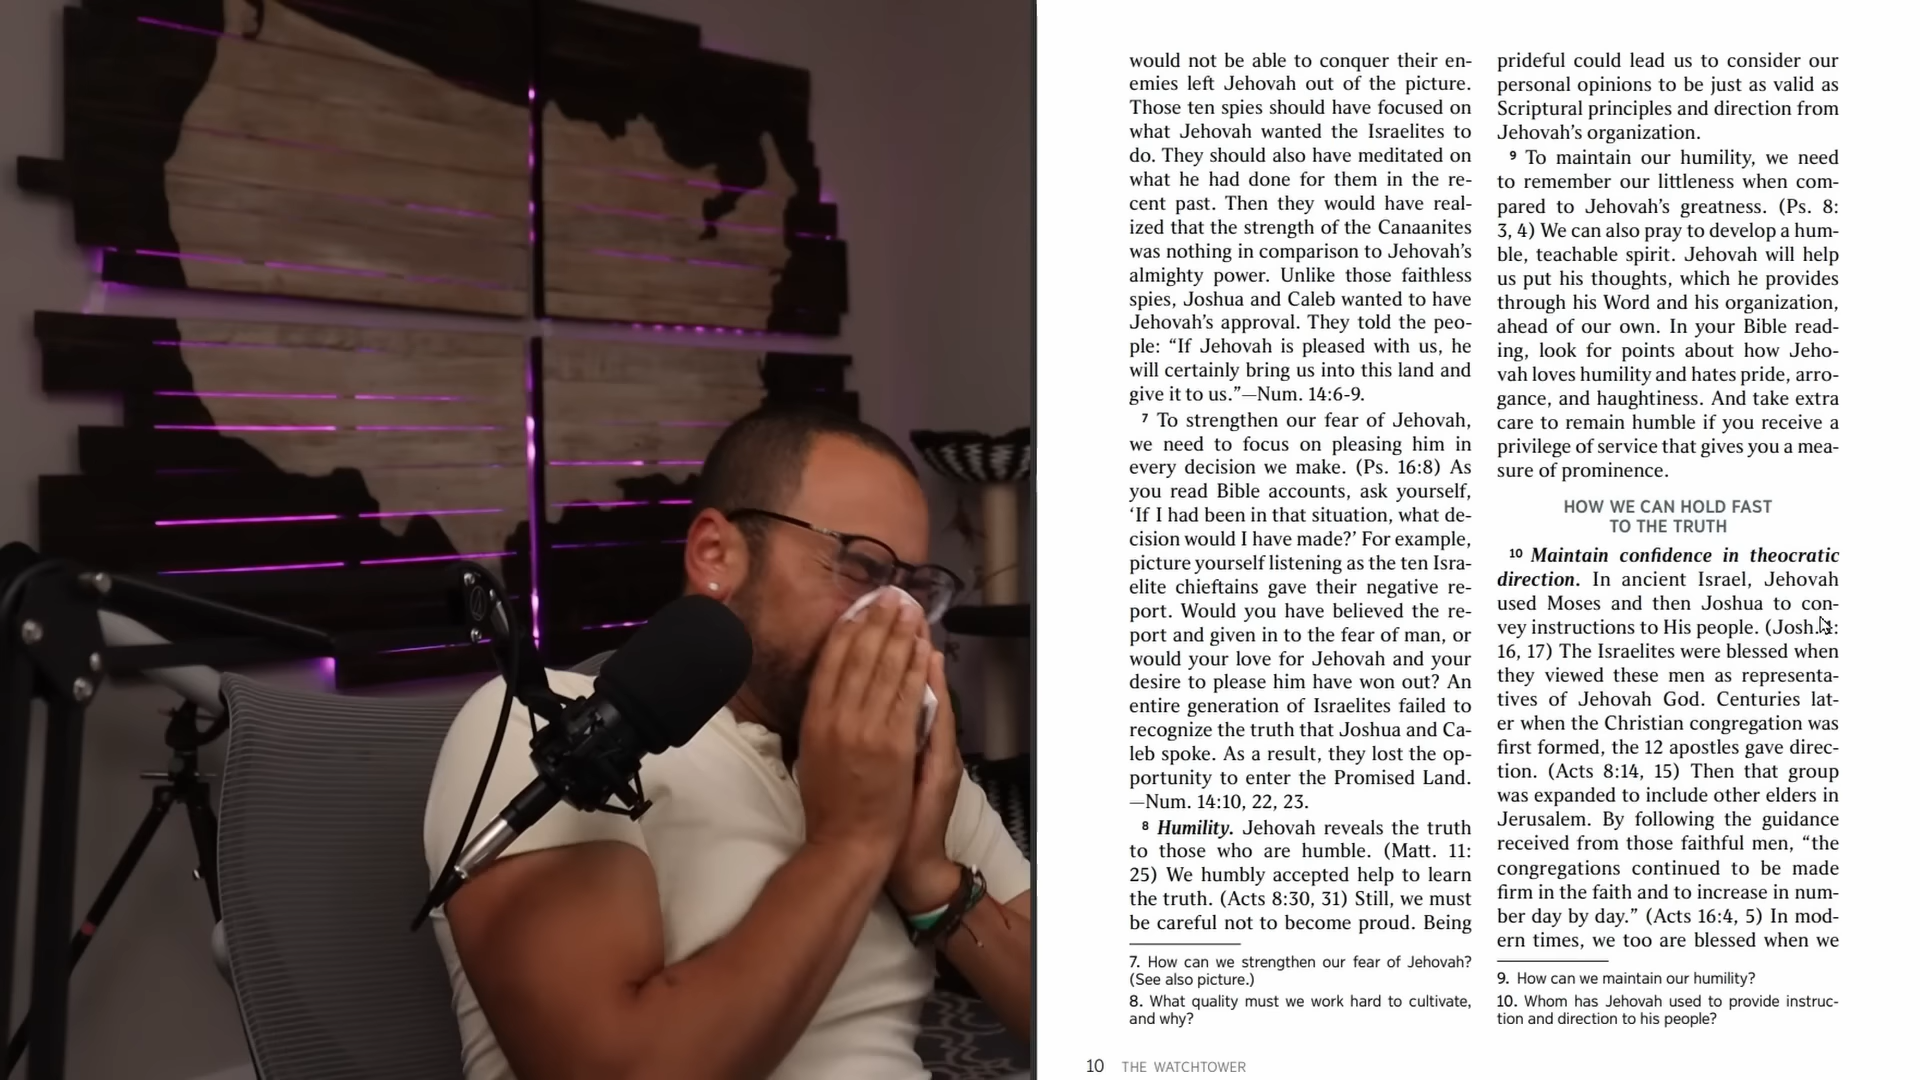 would not be able to conquer their en-
emies left Jehovah out of the picture.
Those ten spies should have focused on
what Jehovah wanted the Israelites to
do. They should also have meditated on
what he had done for them in the re-
cent past. Then they would have real-
ized that the strength of the Canaanites
was nothing in comparison to Jehovah's
almighty power. Unlike those faithless
spies, Joshua and Caleb wanted to have
Jehovah's approval. They told the peo-
ple: “If Jehovah is pleased with us, he
will certainly bring us into this land and
give it to us.”—Num. 14:6-9.
7 To strengthen our fear of Jehovah,
we need to focus on pleasing him in
every decision we make. (Ps. 16:8) As
you read Bible accounts, ask yourself,
‘If I had been in that situation, what de-
cision would I have made?’ For example,
picture yourself listening as the ten Isra-
elite chieftains gave their negative re-
port. Would you have believed the re-
port and given in to the fear of man, or
would your love for Jehovah and your
desire to please him have won out? An
entire generation of Israelites failed to
recognize the truth that Joshua and Ca-
leb spoke. As a result, they lost the op-
portunity to enter the Promised Land.
—Num. 14:10, 22, 23.
8 Humility. Jehovah reveals the truth
to those who are humble. (Matt. 11:
25) We humbly accepted help to learn
the truth. (Acts 8:30, 31) Still, we must
be careful not to become proud. Being
7. How can we strengthen our fear of Jehovah?
(See also picture.)
8. What quality must we work hard to cultivate,
and why?
prideful could lead us to consider our
personal opinions to be just as valid as
Scriptural principles and direction from
Jehovah's organization.
9 To maintain our humility, we need
to remember our littleness when com-
pared to Jehovah's greatness. (Ps. 8:
3, 4) We can also pray to develop a hum-
ble, teachable spirit. Jehovah will help
us put his thoughts, which he provides
through his Word and his organization,
ahead of our own. In your Bible read-
ing, look for points about how Jeho-
vah loves humility and hates pride, arro-
gance, and haughtiness. And take extra
care to remain humble if you receive a
privilege of service that gives you a mea-
sure of prominence.
HOW WE CAN HOLD FAST
TO THE TRUTH
10 Maintain confidence in theocratic
direction. In ancient Israel, Jehovah
used Moses and then Joshua to con-
vey instructions to His people. (Josh.
16, 17) The Israelites were blessed when
they viewed these men as representa-
tives of Jehovah God. Centuries lat-
er when the Christian congregation was
first formed, the 12 apostles gave direc-
tion. (Acts 8:14, 15) Then that group
was expanded to include other elders in
Jerusalem. By following the guidance
received from those faithful men, “the
congregations continued to be made
firm in the faith and to increase in num-
ber day by day.” (Acts 16:4, 5) In mod-
ern times, we too are blessed when we
9. How can we maintain our humility?
10. Whom has Jehovah used to provide instruc-
tion and direction to his people?
10 THE WATCHTOWER